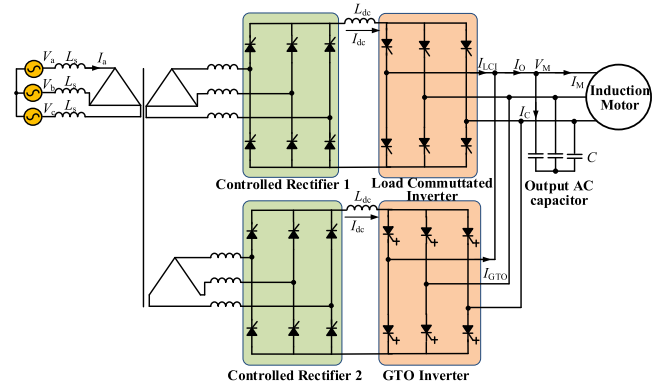 L_dc
I_dc
V_a L_s I_a
V_b L_s
V_c L_s
I_LCI I_O V_M
I_M
Induction
Motor
I_C
C
Controlled Rectifier 1
Load Commuttated
Inverter
Output AC
capacitor
L_dc
I_dc
I_GTO
Controlled Rectifier 2
GTO Inverter